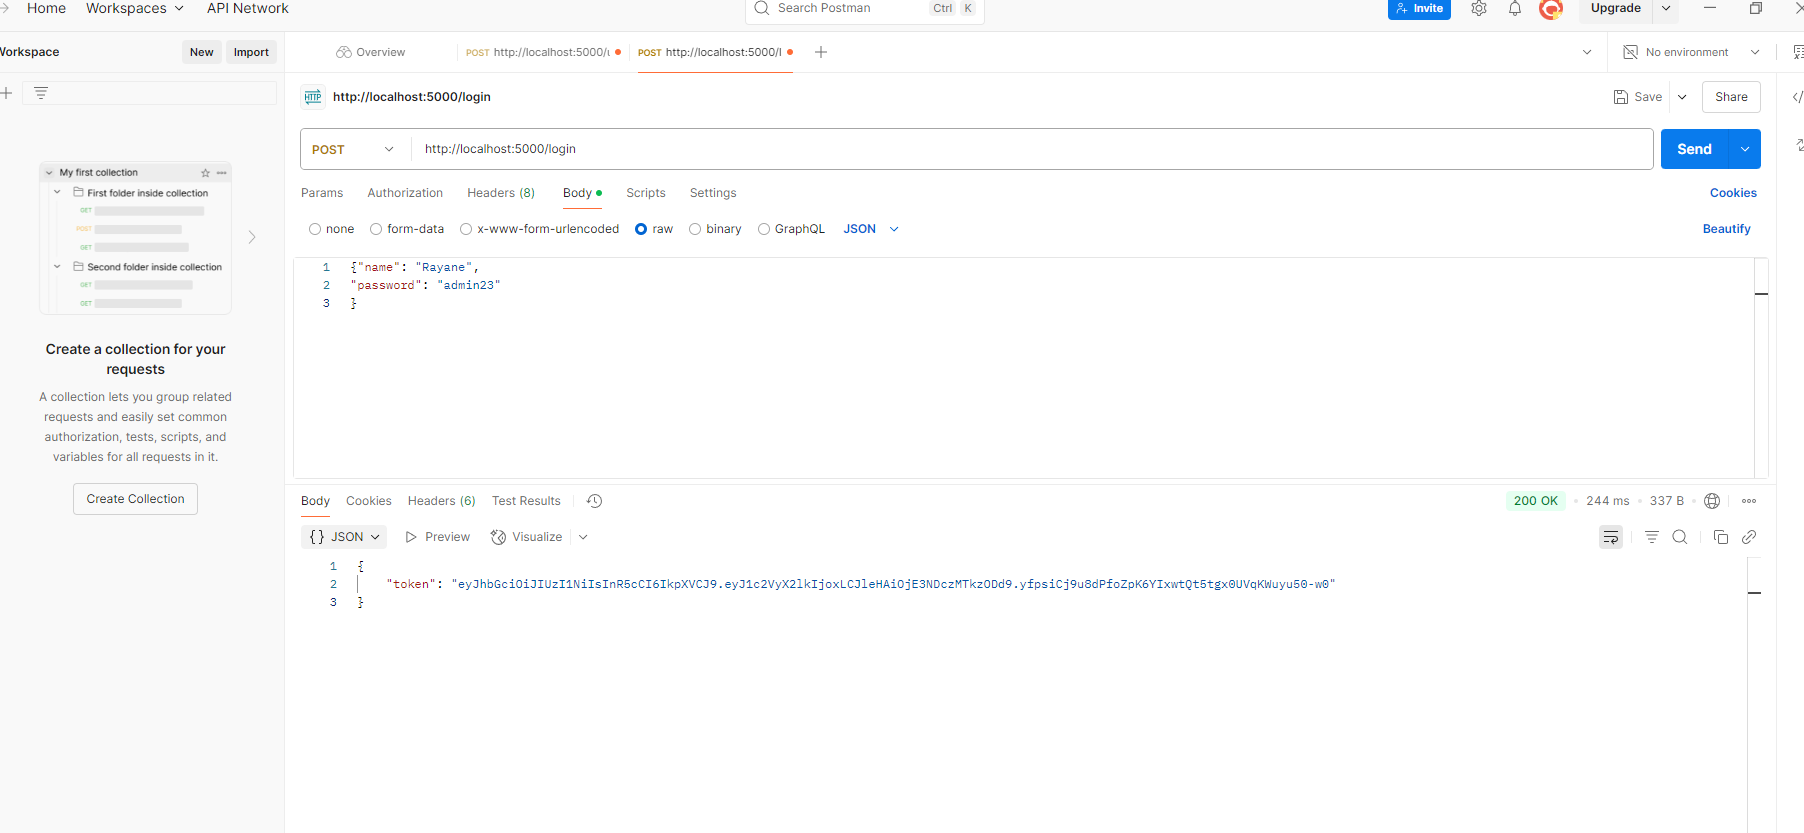 Home Workspaces API Network Search Postman Ctrl K Invite Upgrade
Workspace New Import Overview POST http://localhost:5000/u POST http://localhost:5000/l No environment
HTTP http://localhost:5000/login Save Share
POST http://localhost:5000/login Send
Params Authorization Headers (8) Body Scripts Settings Cookies
none form-data x-www-form-urlencoded raw binary GraphQL JSON Beautify
1 {"name": "Rayane",
2 "password": "admin23"
3 }
My first collection
First folder inside collection
GET
POST
GET
Second folder inside collection
GET
GET
Create a collection for your
requests
A collection lets you group related
requests and easily set common
authorization, tests, scripts, and
variables for all requests in it.
Create Collection
Body Cookies Headers (6) Test Results 200 OK • 244 ms • 337 B
{} JSON Preview Visualize
1 {
2 "token": "eyJhbGciOiJIUzI1NiIsInR5cCI6IkpXVCJ9.eyJ1c2VyX2lkIjoxLCJleHAiOjE3NDczMTkzODd9.yfpsiCj9u8dPfoZpK6YIxwtQt5tgx0UVqKWuyu50-w0"
3 }